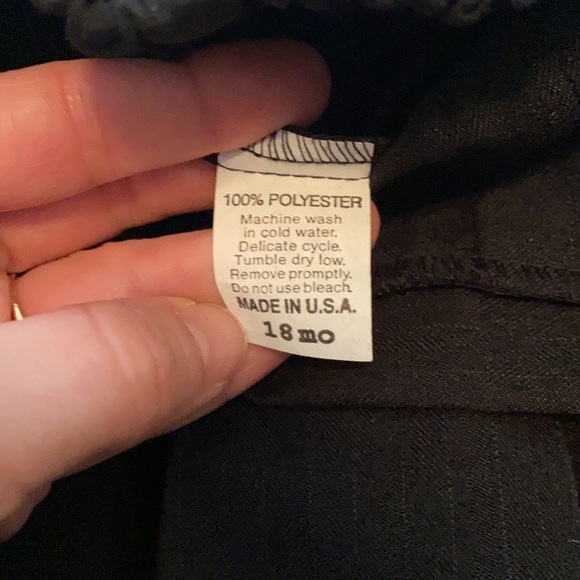 100% POLYESTER
Machine wash
in cold water.
Delicate cycle.
Tumble dry low.
Remove promptly.
Do not use bleach.
MADE IN U.S.A.
18 mo